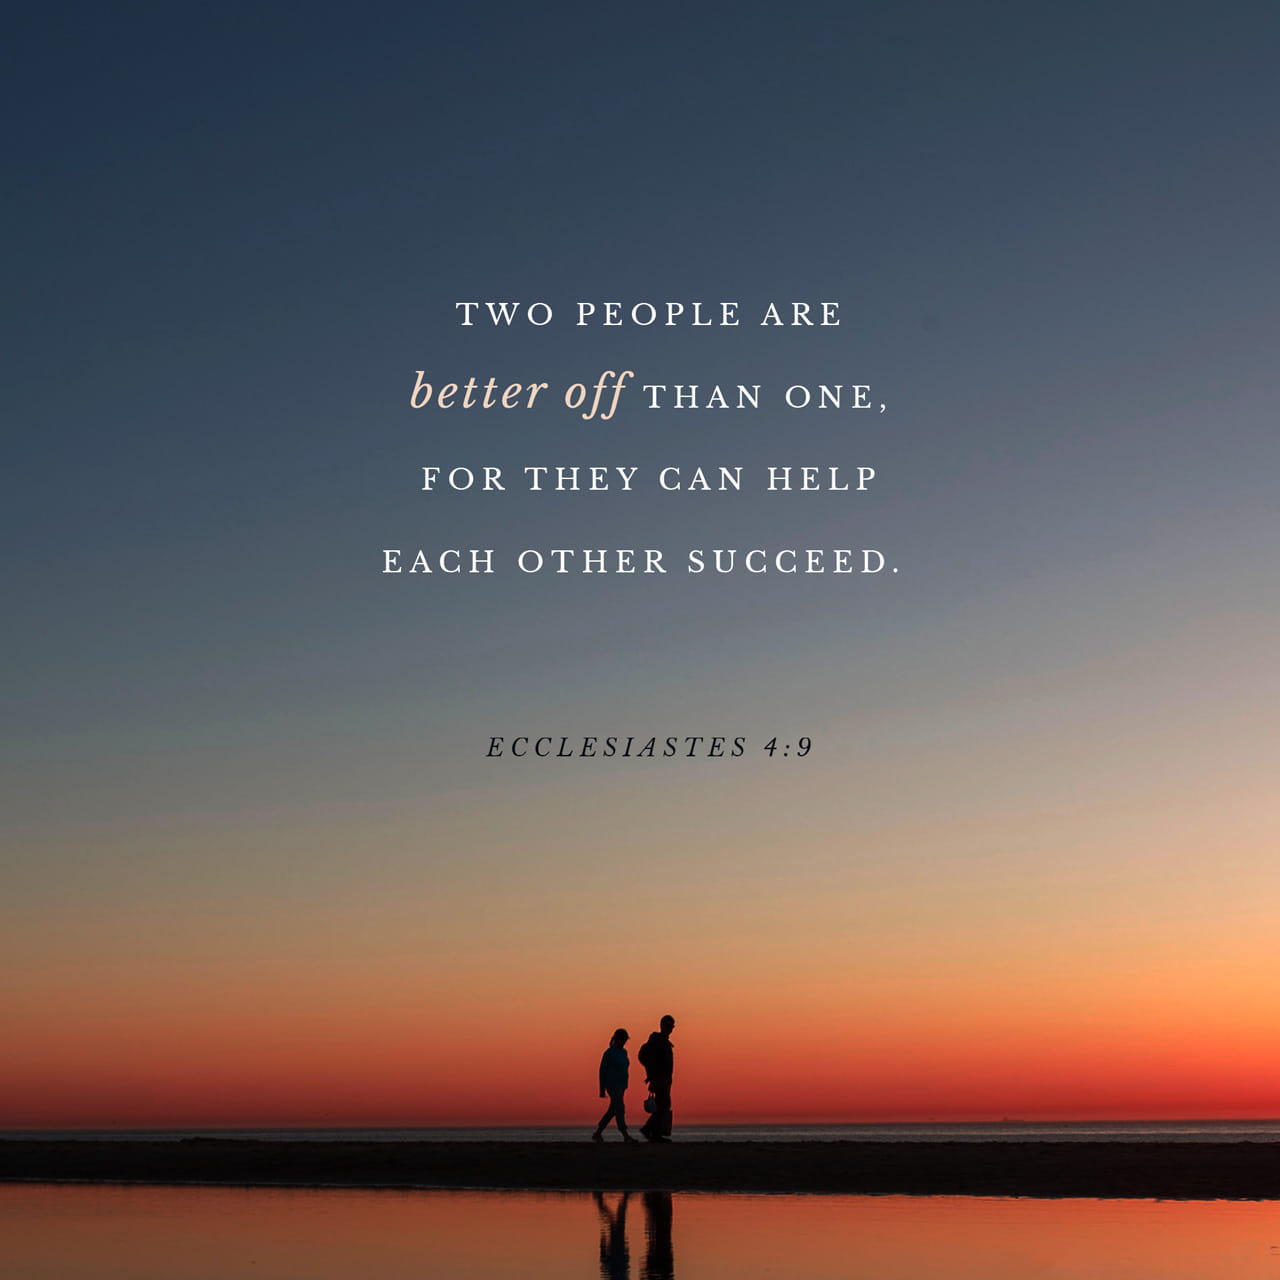 TWO PEOPLE ARE
better off THAN ONE,
FOR THEY CAN HELP
EACH OTHER SUCCEED.
ECCLESIASTES 4:9